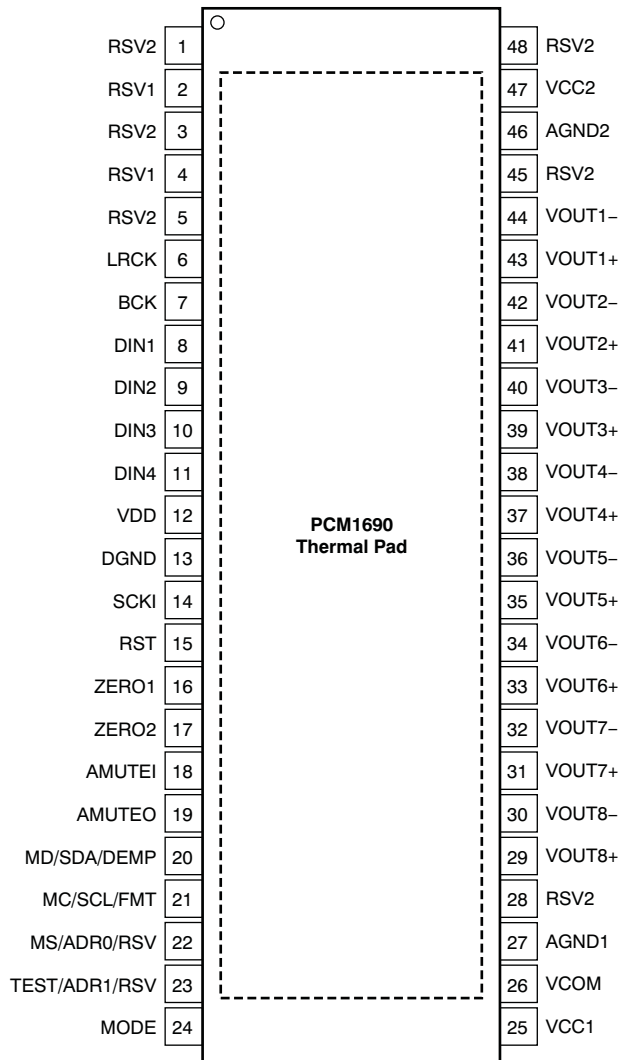 RSV2 1 48 RSV2
RSV1 2 47 VCC2
RSV2 3 46 AGND2
RSV1 4 45 RSV2
RSV2 5 44 VOUT1−
LRCK 6 43 VOUT1+
BCK 7 42 VOUT2−
DIN1 8 41 VOUT2+
DIN2 9 40 VOUT3−
DIN3 10 39 VOUT3+
DIN4 11 38 VOUT4−
VDD 12 37 VOUT4+
PCM1690
Thermal Pad
DGND 13 36 VOUT5−
SCKI 14 35 VOUT5+
RST 15 34 VOUT6−
ZERO1 16 33 VOUT6+
ZERO2 17 32 VOUT7−
AMUTEI 18 31 VOUT7+
AMUTEO 19 30 VOUT8−
MD/SDA/DEMP 20 29 VOUT8+
MC/SCL/FMT 21 28 RSV2
MS/ADR0/RSV 22 27 AGND1
TEST/ADR1/RSV 23 26 VCOM
MODE 24 25 VCC1